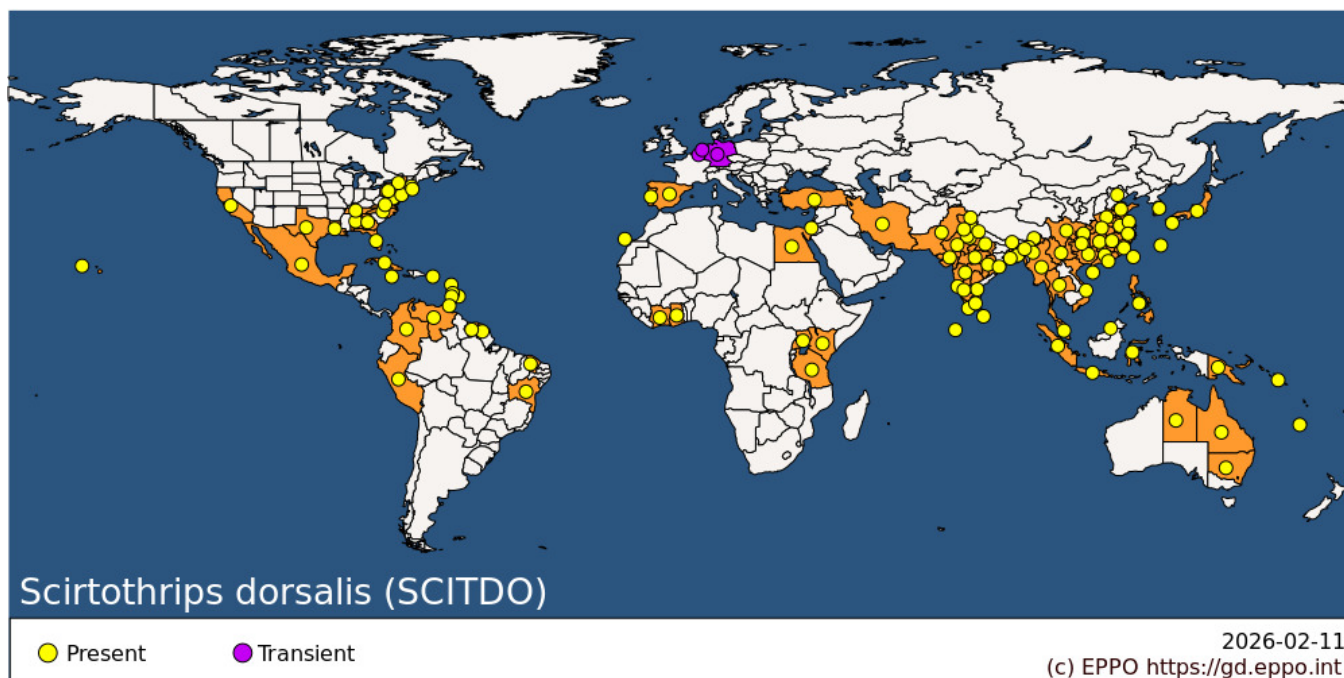 Scirtothrips dorsalis (SCITDO)
Present
Transient
2026-02-11
(c) EPPO https://gd.eppo.int